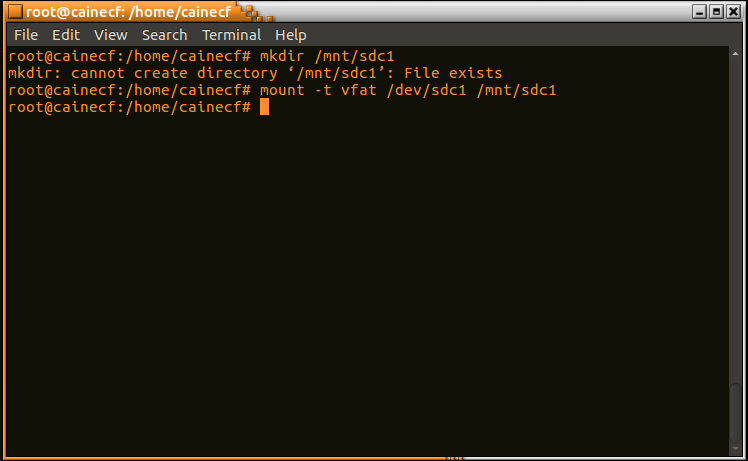 root@cainecf: /home/cainecf
File Edit View Search Terminal Help
root@cainecf:/home/cainecf# mkdir /mnt/sdc1
mkdir: cannot create directory ‘/mnt/sdc1’: File exists
root@cainecf:/home/cainecf# mount -t vfat /dev/sdc1 /mnt/sdc1
root@cainecf:/home/cainecf#